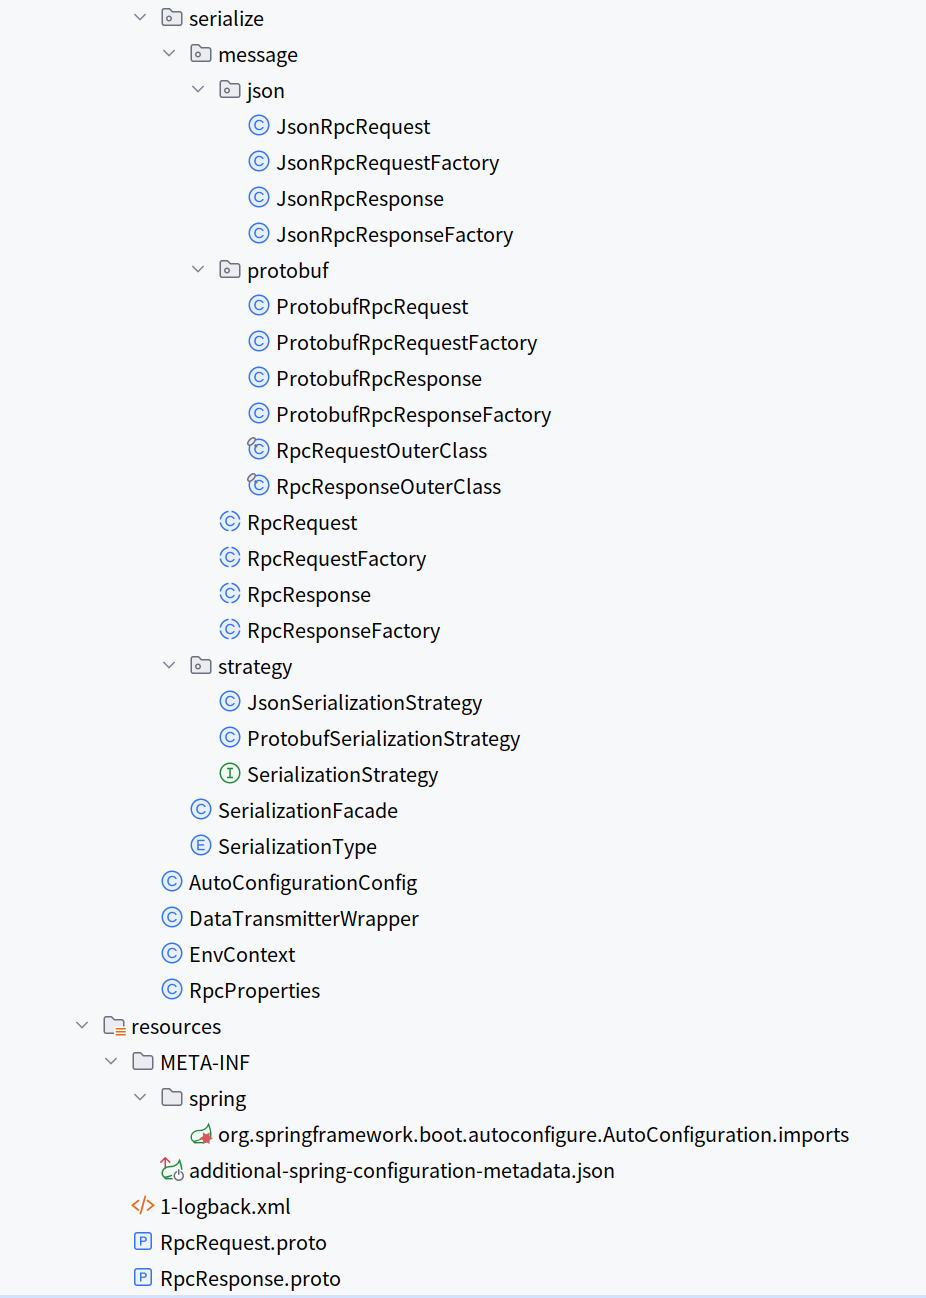 serialize
message
json
JsonRpcRequest
JsonRpcRequestFactory
JsonRpcResponse
JsonRpcResponseFactory
protobuf
ProtobufRpcRequest
ProtobufRpcRequestFactory
ProtobufRpcResponse
ProtobufRpcResponseFactory
RpcRequestOuterClass
RpcResponseOuterClass
RpcRequest
RpcRequestFactory
RpcResponse
RpcResponseFactory
strategy
JsonSerializationStrategy
ProtobufSerializationStrategy
SerializationStrategy
SerializationFacade
SerializationType
AutoConfigurationConfig
DataTransmitterWrapper
EnvContext
RpcProperties
resources
META-INF
spring
org.springframework.boot.autoconfigure.AutoConfiguration.imports
additional-spring-configuration-metadata.json
1-logback.xml
RpcRequest.proto
RpcResponse.proto